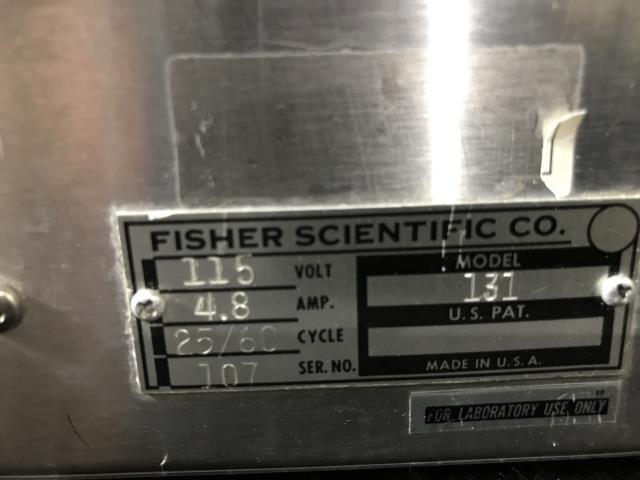 FISHER SCIENTIFIC CO.
115 VOLT
4.8 AMP.
25/60 CYCLE
107 SER. NO.
MODEL
131
U.S. PAT.
MADE IN U.S.A.
EP
FOR LABORATORY USE ONLY